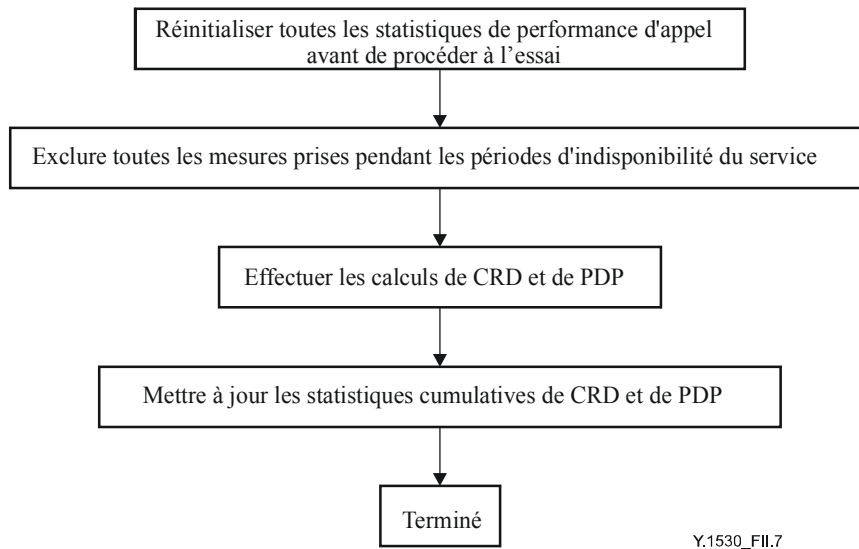 Réinitialiser toutes les statistiques de performance d'appel
avant de procéder à l’essai
Exclure toutes les mesures prises pendant les périodes d'indisponibilité du service
Effectuer les calculs de CRD et de PDP
Mettre à jour les statistiques cumulatives de CRD et de PDP
Terminé
Y.1530_FII.7